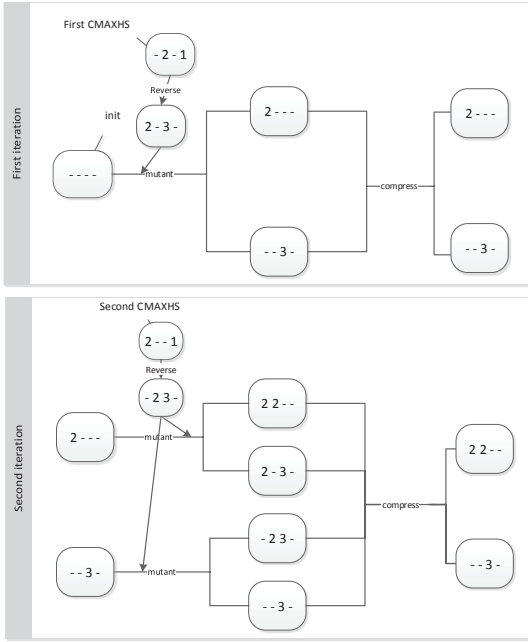 First iteration
First CMAXHS
- 2 - 1
Reverse
init
2 - 3 -
2 - - -
2 - - -
- - - -
mutant
compress
- - 3 -
- - 3 -
Second iteration
Second CMAXHS
2 - - 1
Reverse
- 2 3 -
2 2 - -
2 - - -
mutant
2 2 - -
2 - 3 -
compress
- 2 3 -
- - 3 -
mutant
- - 3 -
- - 3 -